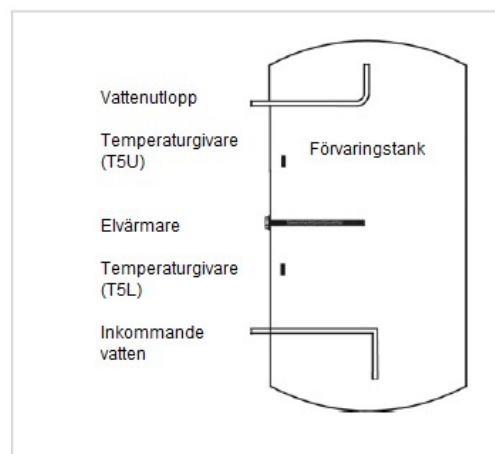 Vattenutlopp
Temperaturgivare
(T5U)
Förvaringstank
Elvärmare
Temperaturgivare
(T5L)
Inkommande
vatten